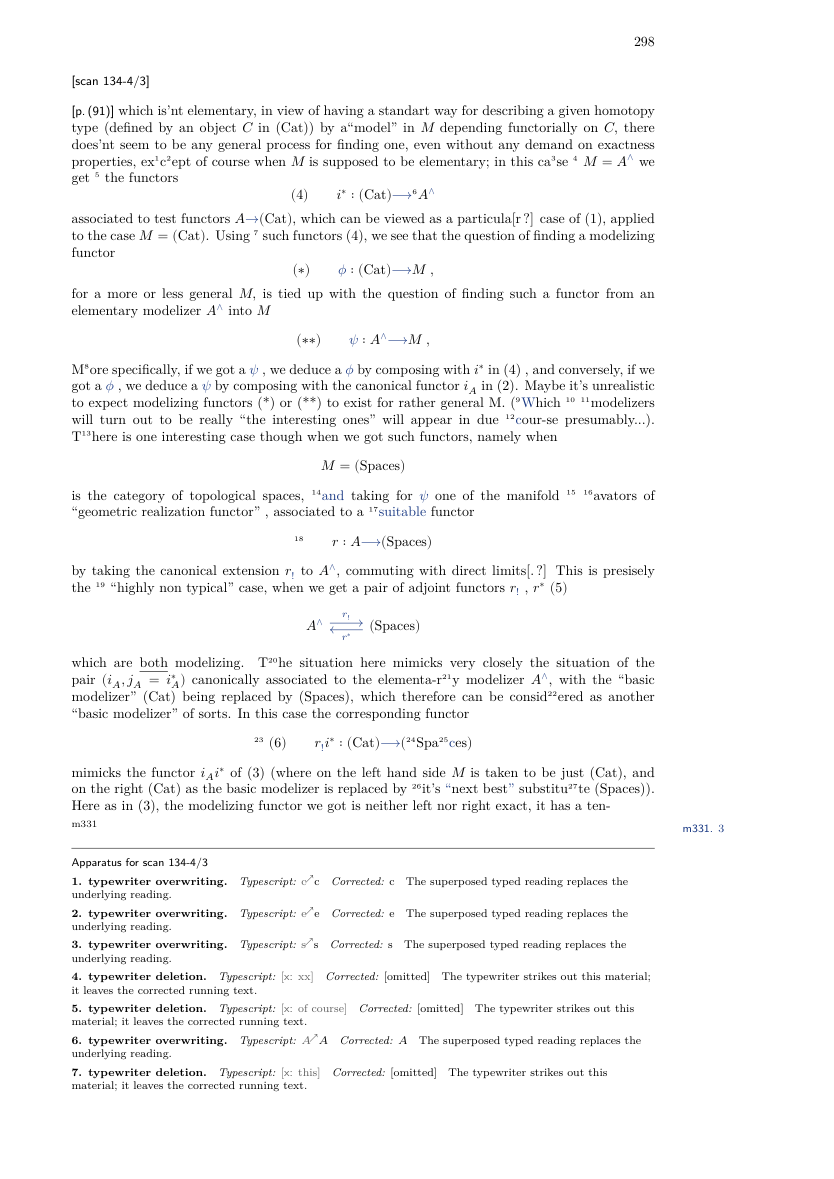 298
[scan 134-4/3]
[p. (91)] which is'nt elementary, in view of having a standart way for describing a given homotopy
type (defined by an object C in (Cat)) by a“model” in M depending functorially on C, there
does'nt seem to be any general process for finding one, even without any demand on exactness
properties, ex¹c²ept of course when M is supposed to be elementary; in this ca³se ⁴ M = A^∧ we
get ⁵ the functors
(4) i* : (Cat)⟶⁶A^∧
associated to test functors A→(Cat), which can be viewed as a particula[r ?] case of (1), applied
to the case M = (Cat). Using ⁷ such functors (4), we see that the question of finding a modelizing
functor
(∗) ϕ : (Cat)⟶M ,
for a more or less general M, is tied up with the question of finding such a functor from an
elementary modelizer A^∧ into M
(∗∗) ψ : A^∧⟶M ,
M⁸ore specifically, if we got a ψ , we deduce a ϕ by composing with i* in (4) , and conversely, if we
got a ϕ , we deduce a ψ by composing with the canonical functor i_A in (2). Maybe it's unrealistic
to expect modelizing functors (*) or (**) to exist for rather general M. (⁹Which ¹⁰ ¹¹modelizers
will turn out to be really “the interesting ones” will appear in due ¹²cour-se presumably...).
T¹³here is one interesting case though when we got such functors, namely when
M = (Spaces)
is the category of topological spaces, ¹⁴and taking for ψ one of the manifold ¹⁵ ¹⁶avators of
“geometric realization functor” , associated to a ¹⁷suitable functor
¹⁸ r : A⟶(Spaces)
by taking the canonical extension r_! to A^∧, commuting with direct limits[. ?] This is presisely
the ¹⁹ “highly non typical” case, when we get a pair of adjoint functors r_! , r* (5)
A^∧ ⇄ (Spaces) r_! r*
which are both modelizing. T²⁰he situation here mimicks very closely the situation of the
pair (i_A, j_A = i*_A) canonically associated to the elementa-r²¹y modelizer A^∧, with the “basic
modelizer” (Cat) being replaced by (Spaces), which therefore can be consid²²ered as another
“basic modelizer” of sorts. In this case the corresponding functor
²³ (6) r_!i* : (Cat)⟶(²⁴Spa²⁵ces)
mimicks the functor i_A i* of (3) (where on the left hand side M is taken to be just (Cat), and
on the right (Cat) as the basic modelizer is replaced by ²⁶it's “next best” substitu²⁷te (Spaces)).
Here as in (3), the modelizing functor we got is neither left nor right exact, it has a ten-
m331
m331. 3
Apparatus for scan 134-4/3
1. typewriter overwriting. Typescript: c↗c Corrected: c The superposed typed reading replaces the
underlying reading.
2. typewriter overwriting. Typescript: e↗e Corrected: e The superposed typed reading replaces the
underlying reading.
3. typewriter overwriting. Typescript: s↗s Corrected: s The superposed typed reading replaces the
underlying reading.
4. typewriter deletion. Typescript: [x: xx] Corrected: [omitted] The typewriter strikes out this material;
it leaves the corrected running text.
5. typewriter deletion. Typescript: [x: of course] Corrected: [omitted] The typewriter strikes out this
material; it leaves the corrected running text.
6. typewriter overwriting. Typescript: A↗A Corrected: A The superposed typed reading replaces the
underlying reading.
7. typewriter deletion. Typescript: [x: this] Corrected: [omitted] The typewriter strikes out this
material; it leaves the corrected running text.